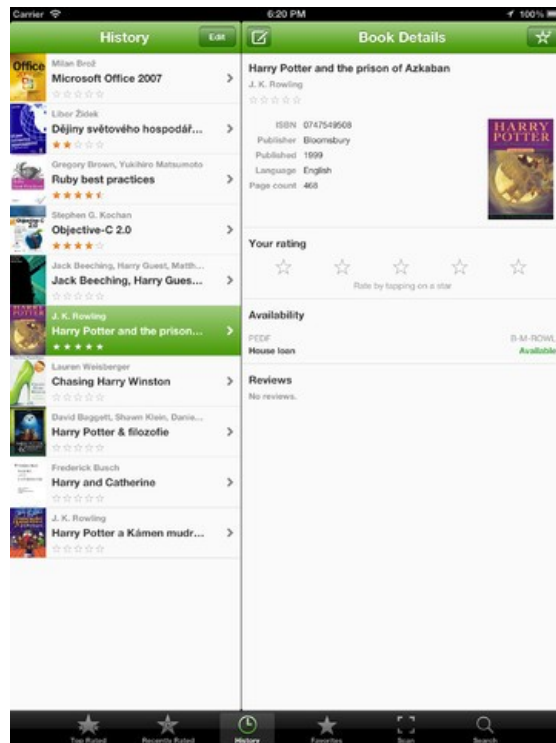 Carrier
6:20 PM
100%
History
Edit
Book Details
Office
Milan Brož
Microsoft Office 2007
Libor Žídek
Dějiny světového hospodář...
Gregory Brown, Yukihiro Matsumoto
Ruby best practices
Stephen G. Kochan
Objective-C 2.0
Jack Beeching, Harry Guest, Matth...
Jack Beeching, Harry Gues...
J. K. Rowling
Harry Potter and the prison...
Lauren Weisberger
Chasing Harry Winston
David Baggett, Shawn Klein, Danie...
Harry Potter & filozofie
Frederick Busch
Harry and Catherine
J. K. Rowling
Harry Potter a Kámen mudr...
Harry Potter and the prison of Azkaban
J. K. Rowling
ISBN 0747549508
Publisher Bloomsbury
Published 1999
Language English
Page count 468
HARRY
POTTER
Your rating
Rate by tapping on a star
Availability
PEDF
B-M-ROWL
House loan
Available
Reviews
No reviews.
Top Rated
Recently Rated
History
Favorites
Scan
Search